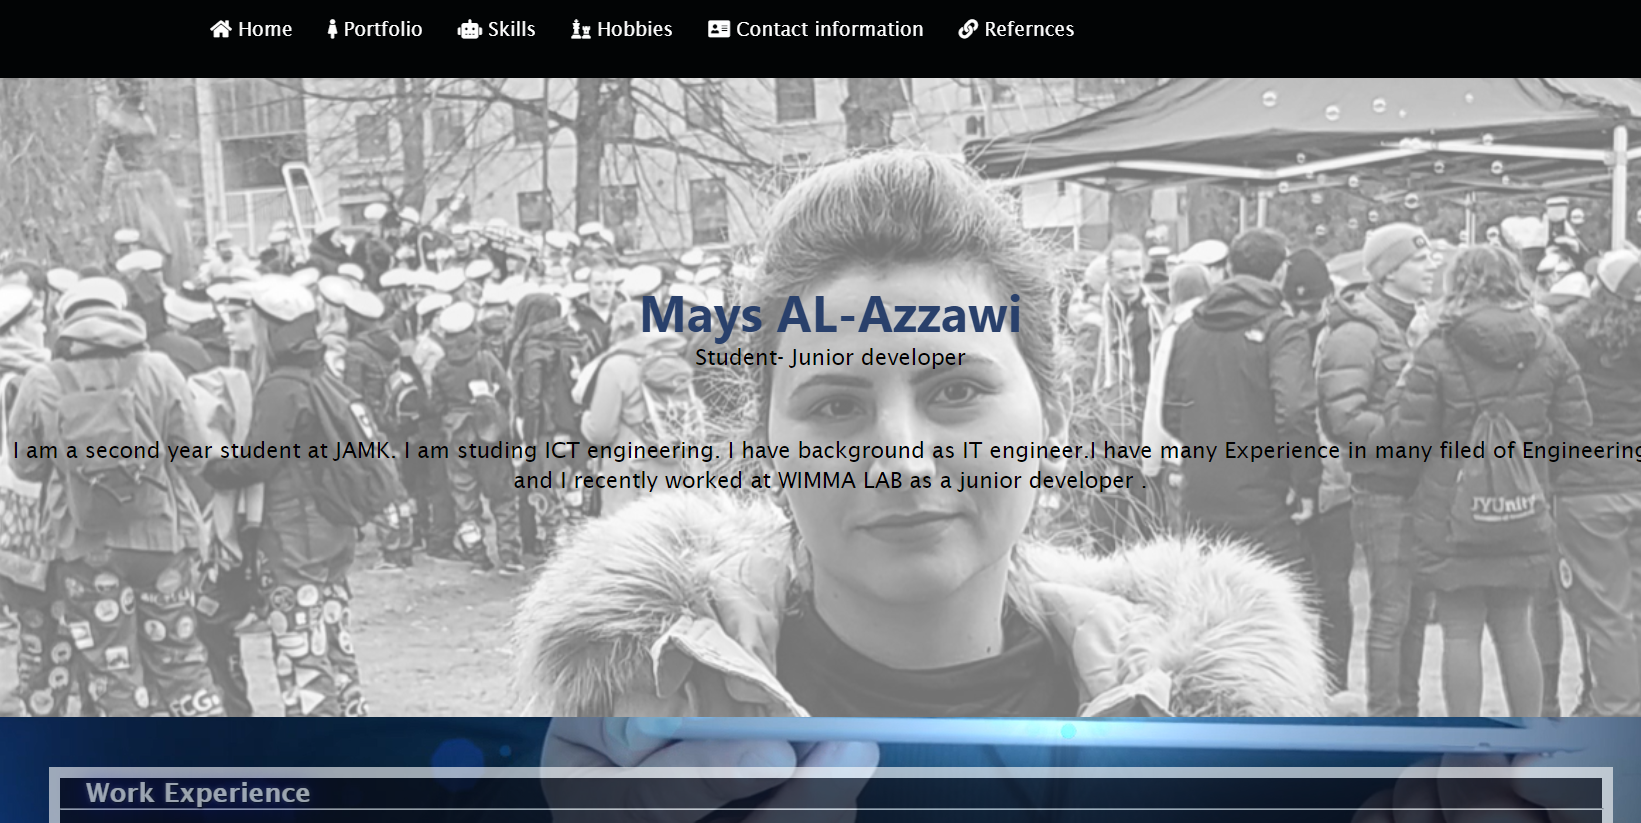 Home Portfolio Skills Hobbies Contact information Refernces
Mays AL-Azzawi
Student- Junior developer
I am a second year student at JAMK. I am studing ICT engineering. I have background as IT engineer.I have many Experience in many filed of Engineering
and I recently worked at WIMMA LAB as a junior developer .
JYUnity
Work Experience